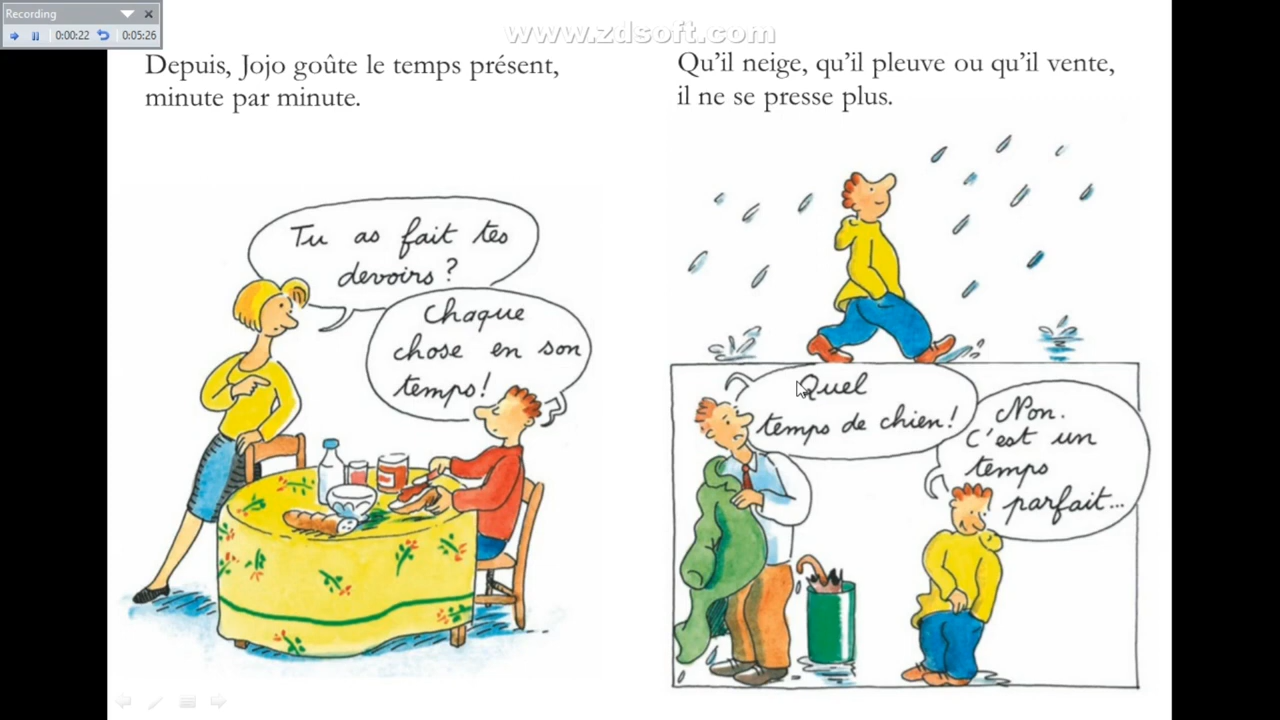 Recording
0:00:22
0:05:26
www.zdsoft.com
Depuis, Jojo goûte le temps présent,
minute par minute.
Tu as fait tes
devoirs ?
Chaque
chose en son
temps !
Qu'il neige, qu'il pleuve ou qu'il vente,
il ne se presse plus.
Quel
temps de chien !
Non.
C'est un
temps
parfait...